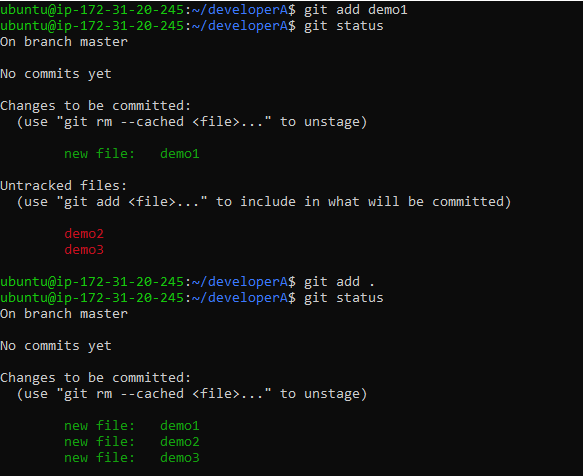 ubuntu@ip-172-31-20-245:~/developerA$ git add demo1
ubuntu@ip-172-31-20-245:~/developerA$ git status
On branch master
No commits yet
Changes to be committed:
  (use "git rm --cached <file>..." to unstage)
        new file:   demo1
Untracked files:
  (use "git add <file>..." to include in what will be committed)
        demo2
        demo3
ubuntu@ip-172-31-20-245:~/developerA$ git add .
ubuntu@ip-172-31-20-245:~/developerA$ git status
On branch master
No commits yet
Changes to be committed:
  (use "git rm --cached <file>..." to unstage)
        new file:   demo1
        new file:   demo2
        new file:   demo3